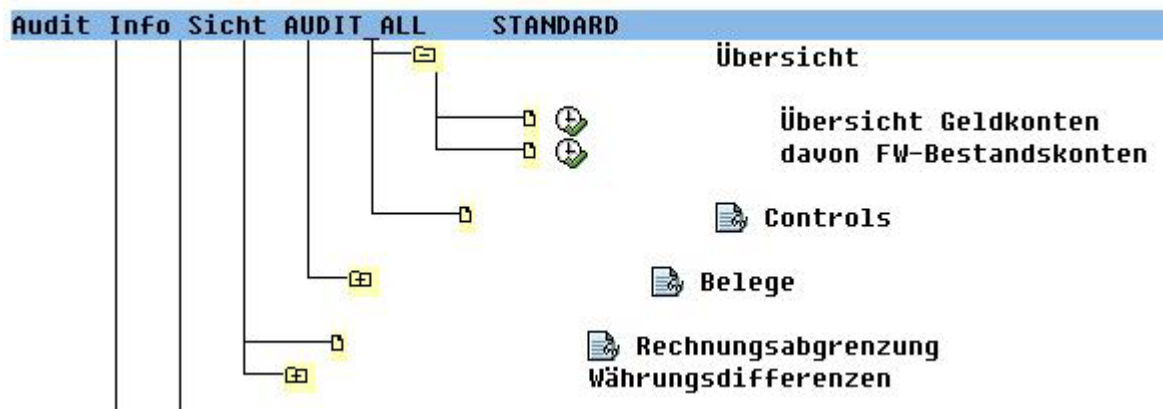 Audit Info Sicht AUDIT_ALL STANDARD
Übersicht
Übersicht Geldkonten
davon FW-Bestandskonten
Controls
Belege
Rechnungsabgrenzung
Währungsdifferenzen